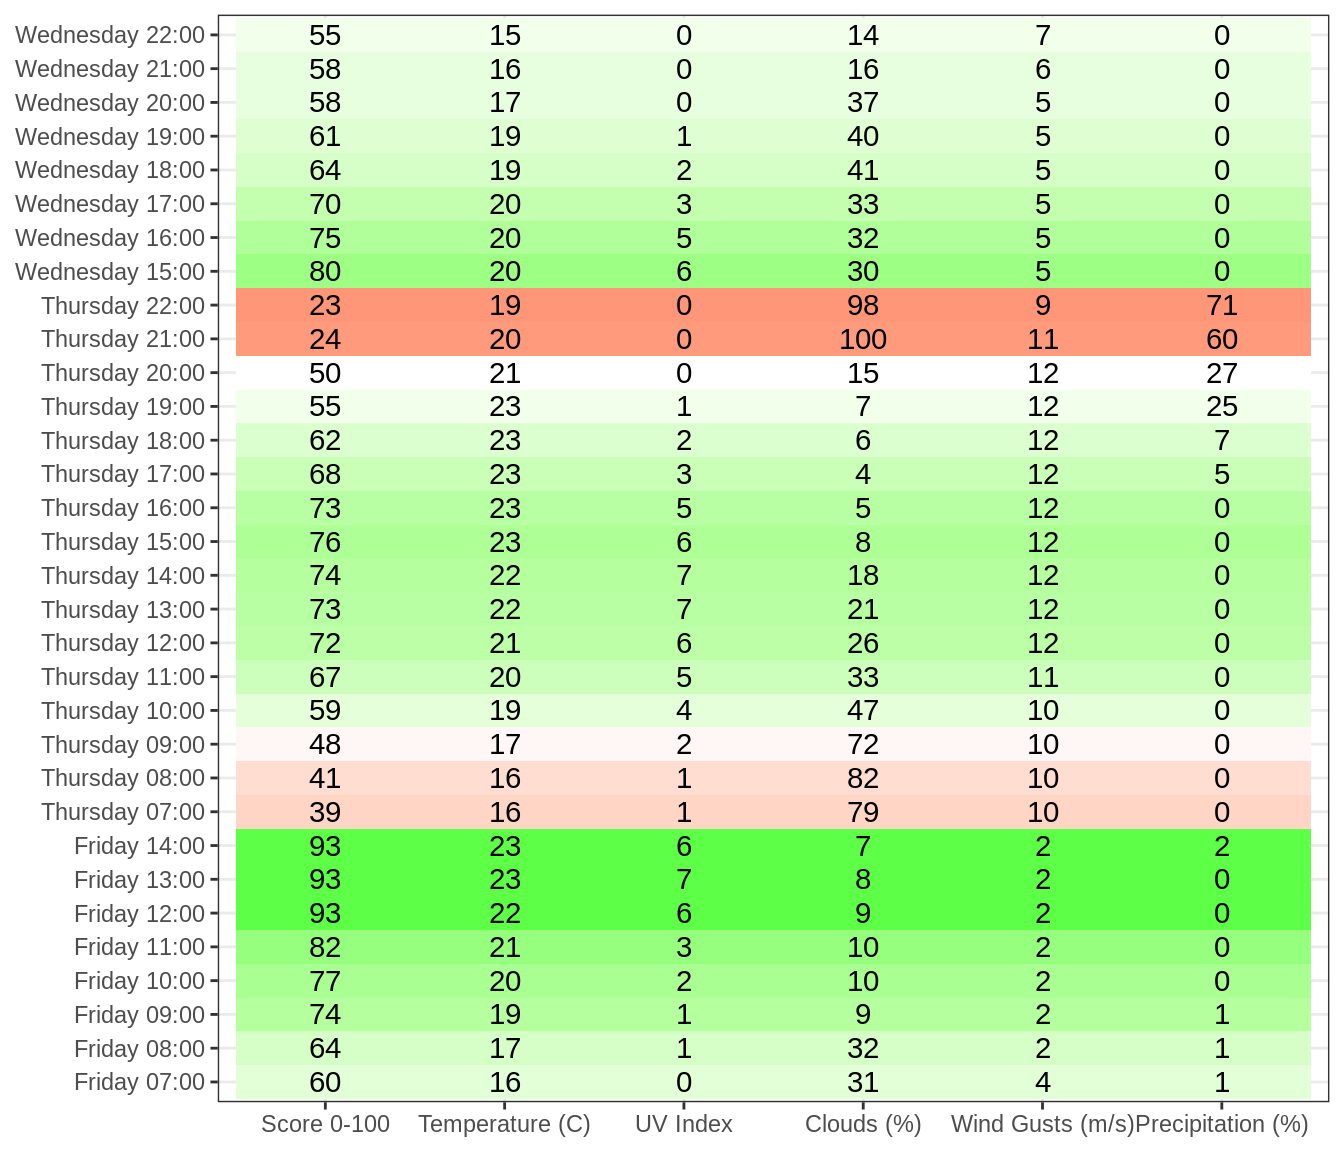 Wednesday 22:00 55 15 0 14 7 0
Wednesday 21:00 58 16 0 16 6 0
Wednesday 20:00 58 17 0 37 5 0
Wednesday 19:00 61 19 1 40 5 0
Wednesday 18:00 64 19 2 41 5 0
Wednesday 17:00 70 20 3 33 5 0
Wednesday 16:00 75 20 5 32 5 0
Wednesday 15:00 80 20 6 30 5 0
Thursday 22:00 23 19 0 98 9 71
Thursday 21:00 24 20 0 100 11 60
Thursday 20:00 50 21 0 15 12 27
Thursday 19:00 55 23 1 7 12 25
Thursday 18:00 62 23 2 6 12 7
Thursday 17:00 68 23 3 4 12 5
Thursday 16:00 73 23 5 5 12 0
Thursday 15:00 76 23 6 8 12 0
Thursday 14:00 74 22 7 18 12 0
Thursday 13:00 73 22 7 21 12 0
Thursday 12:00 72 21 6 26 12 0
Thursday 11:00 67 20 5 33 11 0
Thursday 10:00 59 19 4 47 10 0
Thursday 09:00 48 17 2 72 10 0
Thursday 08:00 41 16 1 82 10 0
Thursday 07:00 39 16 1 79 10 0
Friday 14:00 93 23 6 7 2 2
Friday 13:00 93 23 7 8 2 0
Friday 12:00 93 22 6 9 2 0
Friday 11:00 82 21 3 10 2 0
Friday 10:00 77 20 2 10 2 0
Friday 09:00 74 19 1 9 2 1
Friday 08:00 64 17 1 32 2 1
Friday 07:00 60 16 0 31 4 1
Score 0-100 Temperature (C) UV Index Clouds (%) Wind Gusts (m/s) Precipitation (%)